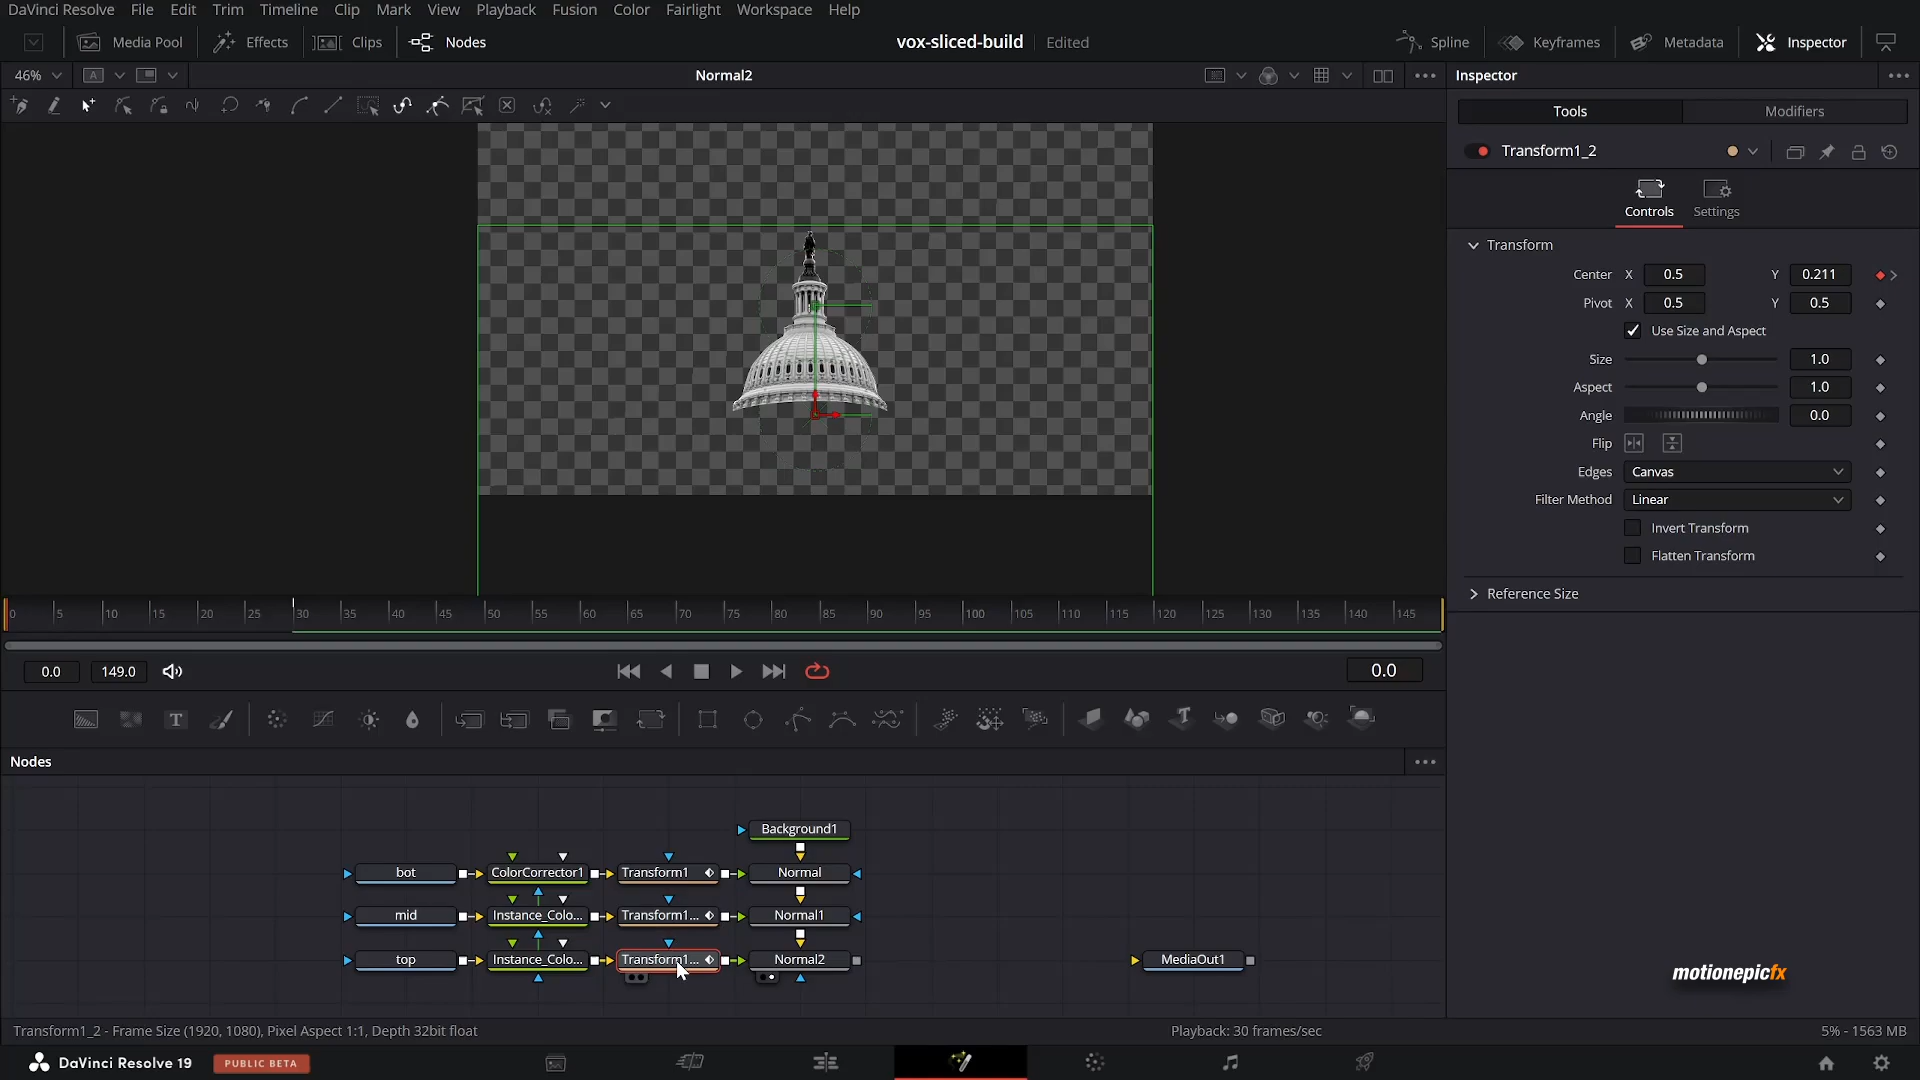 DaVinci Resolve File Edit Trim Timeline Clip Mark View Playback Fusion Color Fairlight Workspace Help
Media Pool Effects Clips Nodes vox-sliced-build Edited Spline Keyframes Metadata Inspector
46% A Normal2 Inspector
Tools Modifiers
Transform1_2
Controls Settings
Transform
Center X 0.5 Y 0.211
Pivot X 0.5 Y 0.5
Use Size and Aspect
Size 1.0
Aspect 1.0
Angle 0.0
Flip
Edges Canvas
Filter Method Linear
Invert Transform
Flatten Transform
Reference Size
0 5 10 15 20 25 30 35 40 45 50 55 60 65 70 75 80 85 90 95 100 105 110 115 120 125 130 135 140 145
0.0 149.0 0.0
T T
Nodes
Background1
bot ColorCorrector1 Transform1 Normal
mid Instance_Colo... Transform1... Normal1
top Instance_Colo... Transform1... Normal2 MediaOut1
motionepicfx
Transform1_2 - Frame Size (1920, 1080), Pixel Aspect 1:1, Depth 32bit float Playback: 30 frames/sec 5% - 1563 MB
DaVinci Resolve 19 PUBLIC BETA